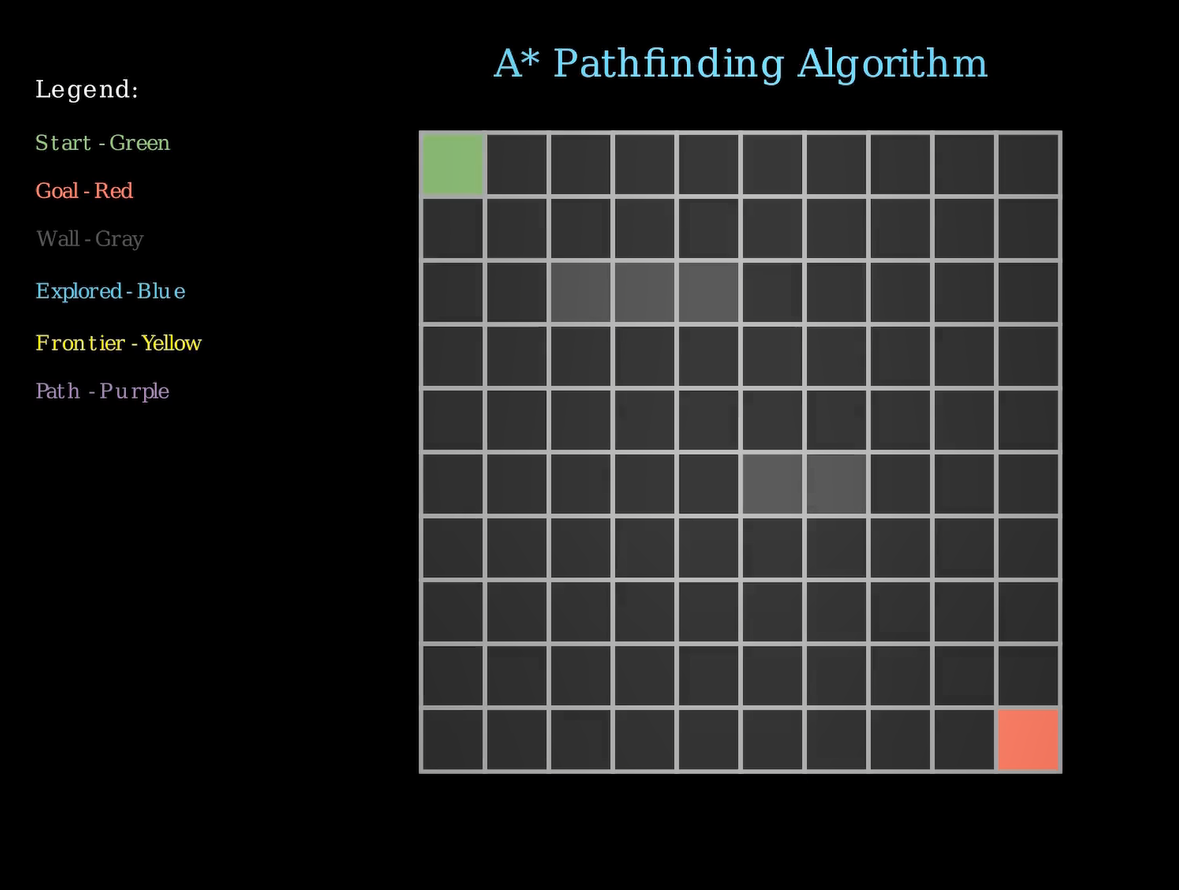 A* Pathfinding Algorithm
Legend:
Start - Green
Goal - Red
Wall - Gray
Explored - Blue
Frontier - Yellow
Path - Purple